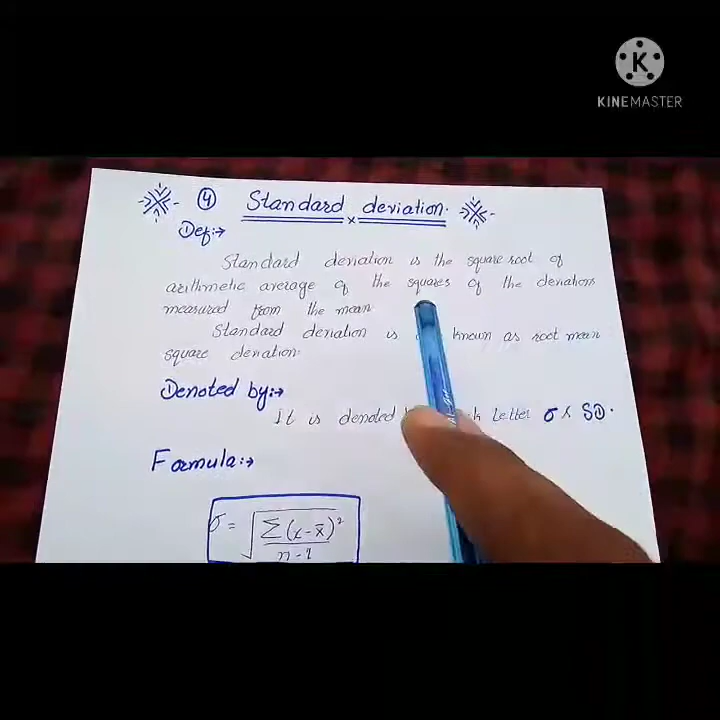 KINEMASTER
④ Standard deviation.
Def:→
Standard deviation is the square root of
arithmetic average of the squares of the deviations
measured from the mean.
Standard deviation is known as root mean
square deviation.
Denoted by:→
It is denoted letter σ & SD.
Formula:→
σ = √ Σ(x-x̄)²
n-1